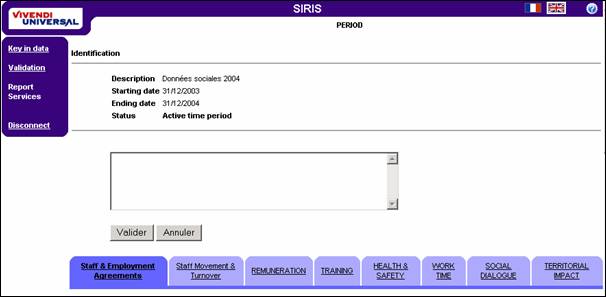 SIRIS
VIVENDI
UNIVERSAL
PERIOD
Key in data
Validation
Report
Services
Disconnect
Identification
Description Données sociales 2004
Starting date 31/12/2003
Ending date 31/12/2004
Status Active time period
Valider Annuler
Staff & Employment
Agreements
Staff Movement &
Turnover
REMUNERATION
TRAINING
HEALTH &
SAFETY
WORK
TIME
SOCIAL
DIALOGUE
TERRITORIAL
IMPACT